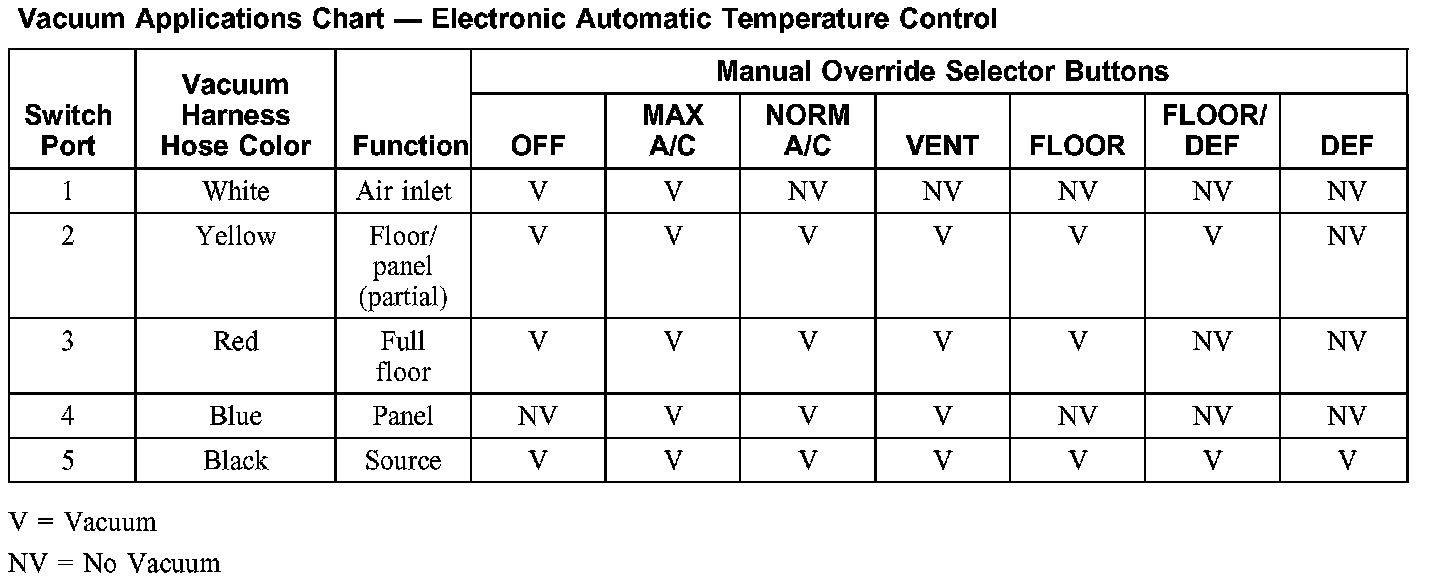 Vacuum Applications Chart — Electronic Automatic Temperature Control
Manual Override Selector Buttons
Switch Port Vacuum Harness Hose Color Function OFF MAX A/C NORM A/C VENT FLOOR FLOOR/ DEF DEF
1 White Air inlet V V NV NV NV NV NV
2 Yellow Floor/ panel (partial) V V V V V V NV
3 Red Full floor V V V V V NV NV
4 Blue Panel NV V V V NV NV NV
5 Black Source V V V V V V V
V = Vacuum
NV = No Vacuum